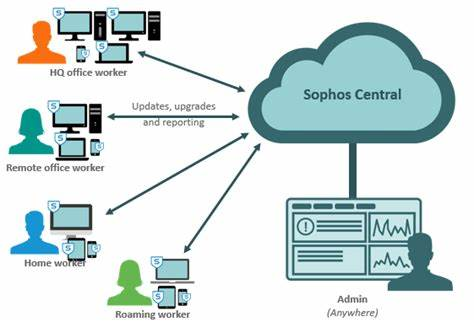 HQ office worker
Sophos Central
Updates, upgrades
and reporting
Remote office worker
Home worker
Roaming worker
Admin
(Anywhere)